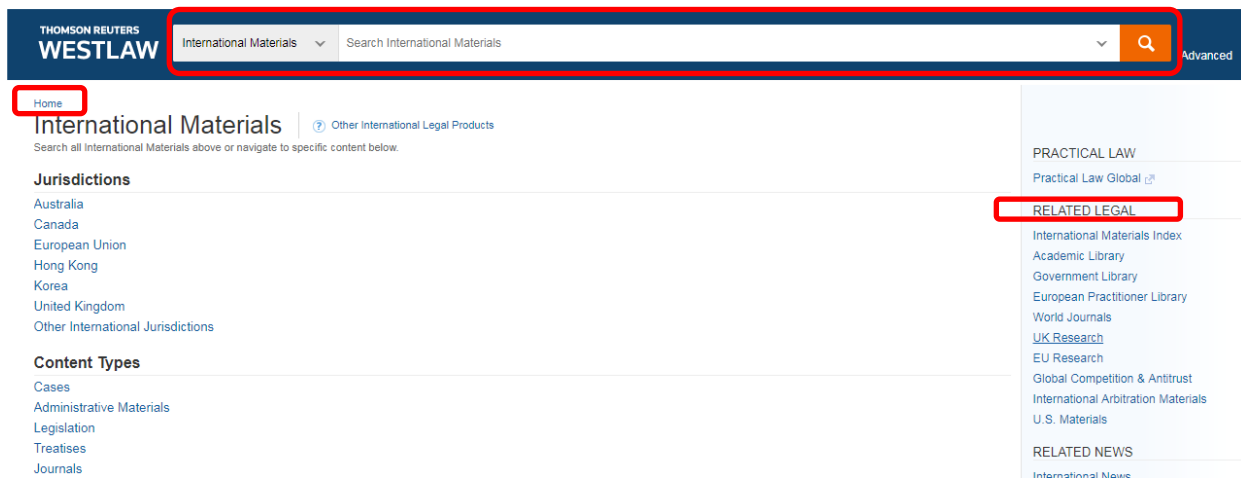 THOMSON REUTERS
WESTLAW
International Materials
Search International Materials
Advanced
Home
International Materials
Other International Legal Products
Search all International Materials above or navigate to specific content below.
Jurisdictions
Australia
Canada
European Union
Hong Kong
Korea
United Kingdom
Other International Jurisdictions
Content Types
Cases
Administrative Materials
Legislation
Treatises
Journals
PRACTICAL LAW
Practical Law Global
RELATED LEGAL
International Materials Index
Academic Library
Government Library
European Practitioner Library
World Journals
UK Research
EU Research
Global Competition & Antitrust
International Arbitration Materials
U.S. Materials
RELATED NEWS
International News